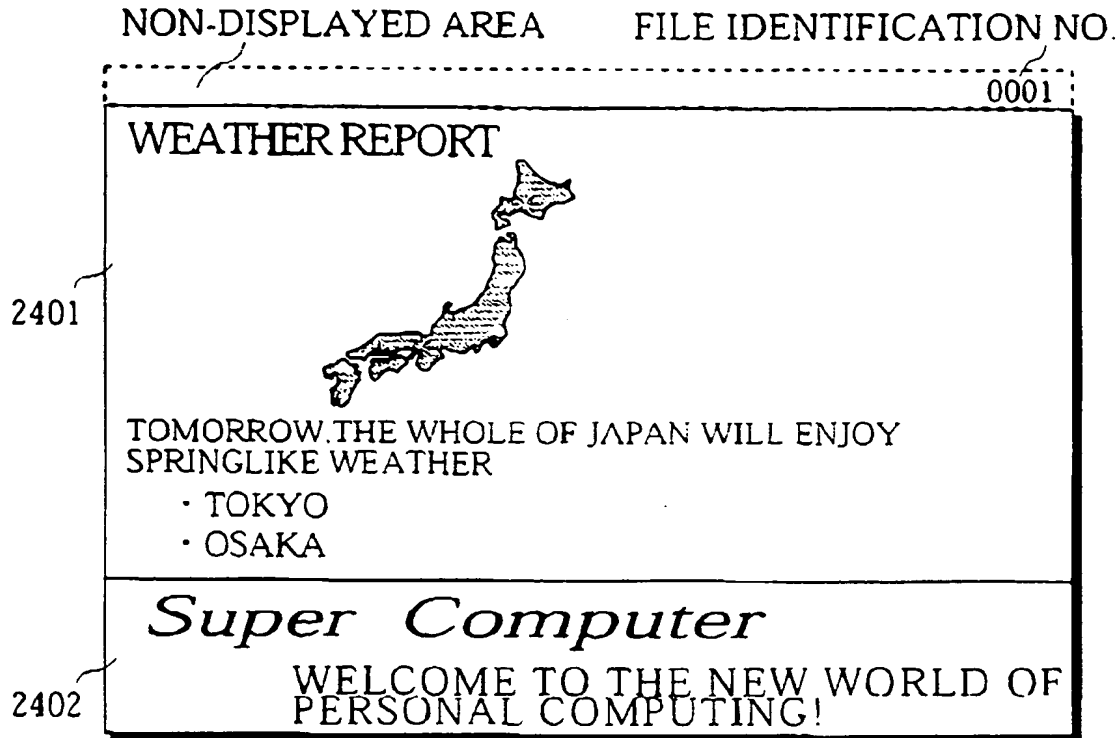 NON-DISPLAYED AREA FILE IDENTIFICATION NO.
0001
WEATHER REPORT
2401
TOMORROW.THE WHOLE OF JAPAN WILL ENJOY
SPRINGLIKE WEATHER
· TOKYO
· OSAKA
Super Computer
2402
WELCOME TO THE NEW WORLD OF
PERSONAL COMPUTING!